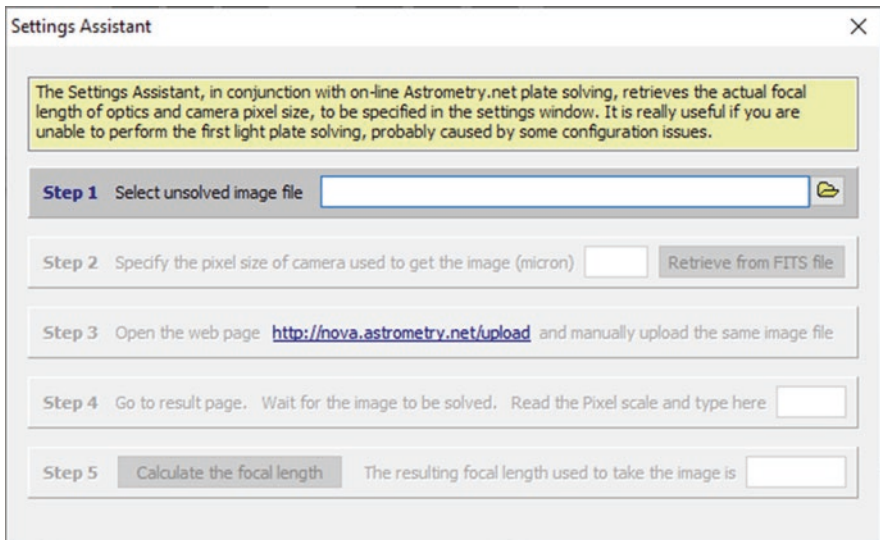 Settings Assistant
The Settings Assistant, in conjunction with on-line Astrometry.net plate solving, retrieves the actual focal
length of optics and camera pixel size, to be specified in the settings window. It is really useful if you are
unable to perform the first light plate solving, probably caused by some configuration issues.
Step 1 Select unsolved image file
Step 2 Specify the pixel size of camera used to get the image (micron) Retrieve from FITS file
Step 3 Open the web page http://nova.astrometry.net/upload and manually upload the same image file
Step 4 Go to result page. Wait for the image to be solved. Read the Pixel scale and type here
Step 5 Calculate the focal length The resulting focal length used to take the image is